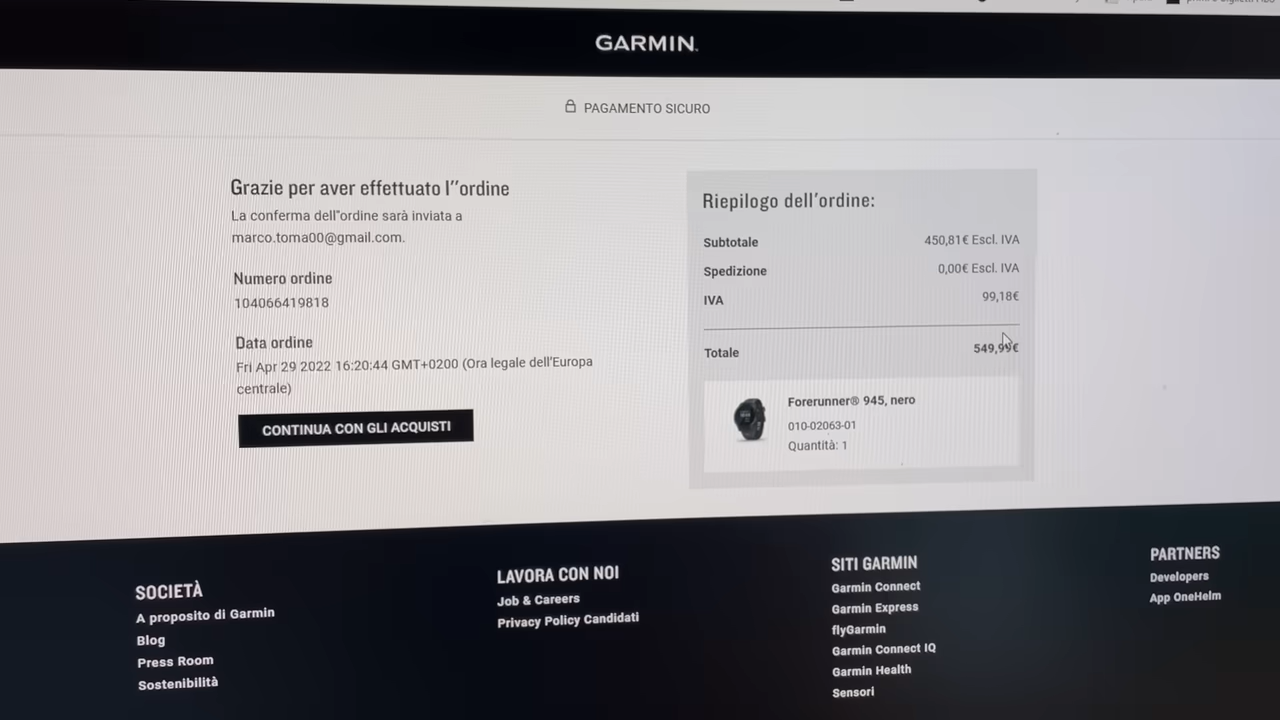 GARMIN.
PAGAMENTO SICURO
Grazie per aver effettuato l''ordine
La conferma dell''ordine sarà inviata a
marco.toma00@gmail.com.
Numero ordine
104066419818
Data ordine
Fri Apr 29 2022 16:20:44 GMT+0200 (Ora legale dell'Europa
centrale)
CONTINUA CON GLI ACQUISTI
Riepilogo dell'ordine:
Subtotale 450,81€ Escl. IVA
Spedizione 0,00€ Escl. IVA
IVA 99,18€
Totale 549,99€
Forerunner® 945, nero
010-02063-01
Quantità: 1
SOCIETÀ
A proposito di Garmin
Blog
Press Room
Sostenibilità
LAVORA CON NOI
Job & Careers
Privacy Policy Candidati
SITI GARMIN
Garmin Connect
Garmin Express
flyGarmin
Garmin Connect IQ
Garmin Health
Sensori
PARTNERS
Developers
App OneHelm